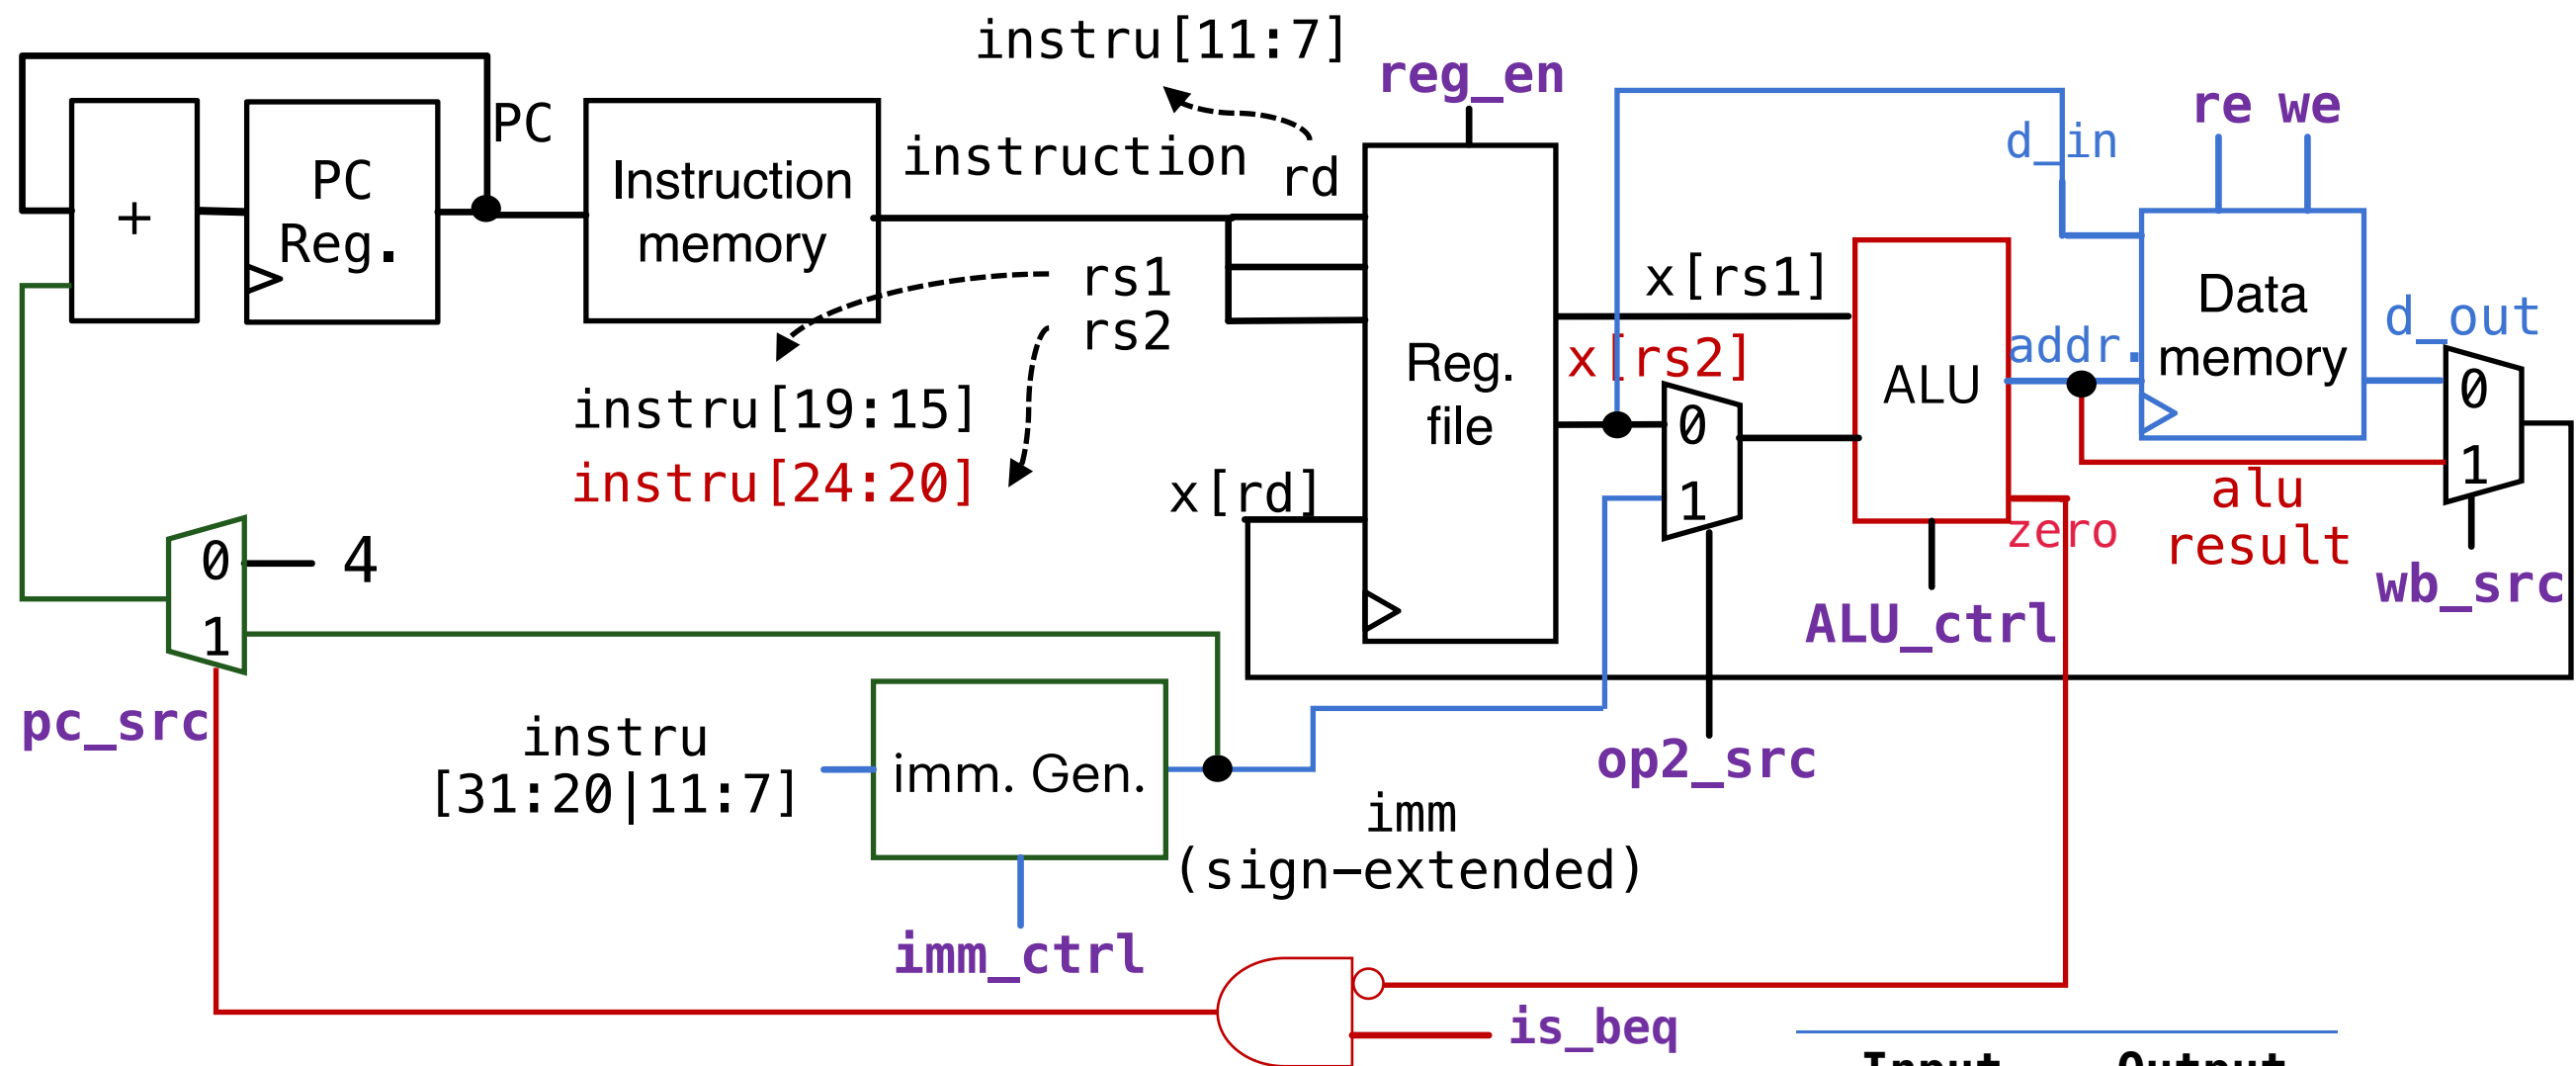 instru[11:7]
reg_en
PC
re we
d_in
instruction
rd
+
PC
Reg.
Instruction
memory
rs1
rs2
x[rs1]
x[rs2]
Reg.
file
ALU
addr.
Data
memory
d_out
0
1
0
1
instru[19:15]
instru[24:20]
x[rd]
zero
alu
result
wb_src
ALU_ctrl
0
1
4
pc_src
instru
[31:20|11:7]
imm. Gen.
op2_src
imm
(sign-extended)
imm_ctrl
is_beq
Input Output